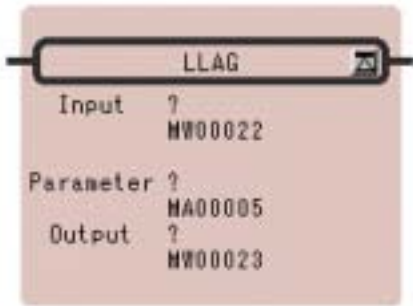 LLAG
Input ?
MW00022
Parameter ?
MA00005
Output ?
MW00023